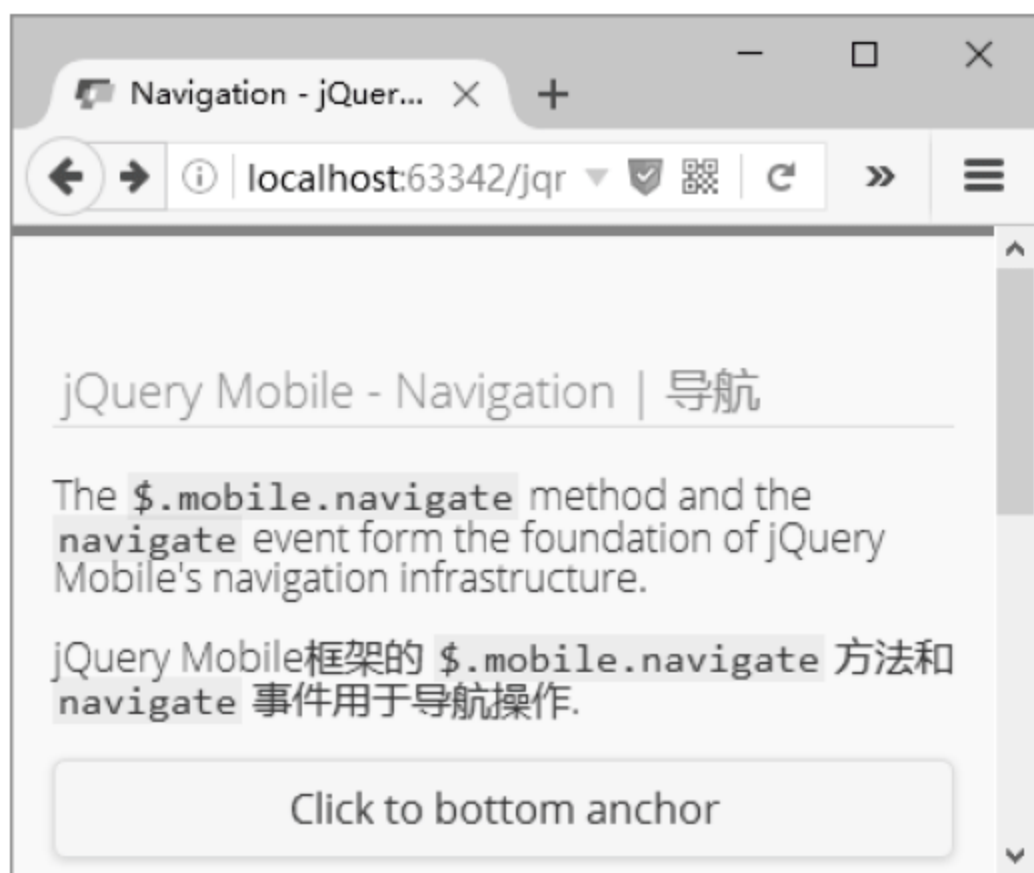 Navigation - jQuer...
localhost:63342/jqr
jQuery Mobile - Navigation | 导航
The $.mobile.navigate method and the
navigate event form the foundation of jQuery
Mobile's navigation infrastructure.
jQuery Mobile框架的 $.mobile.navigate 方法和
navigate 事件用于导航操作.
Click to bottom anchor